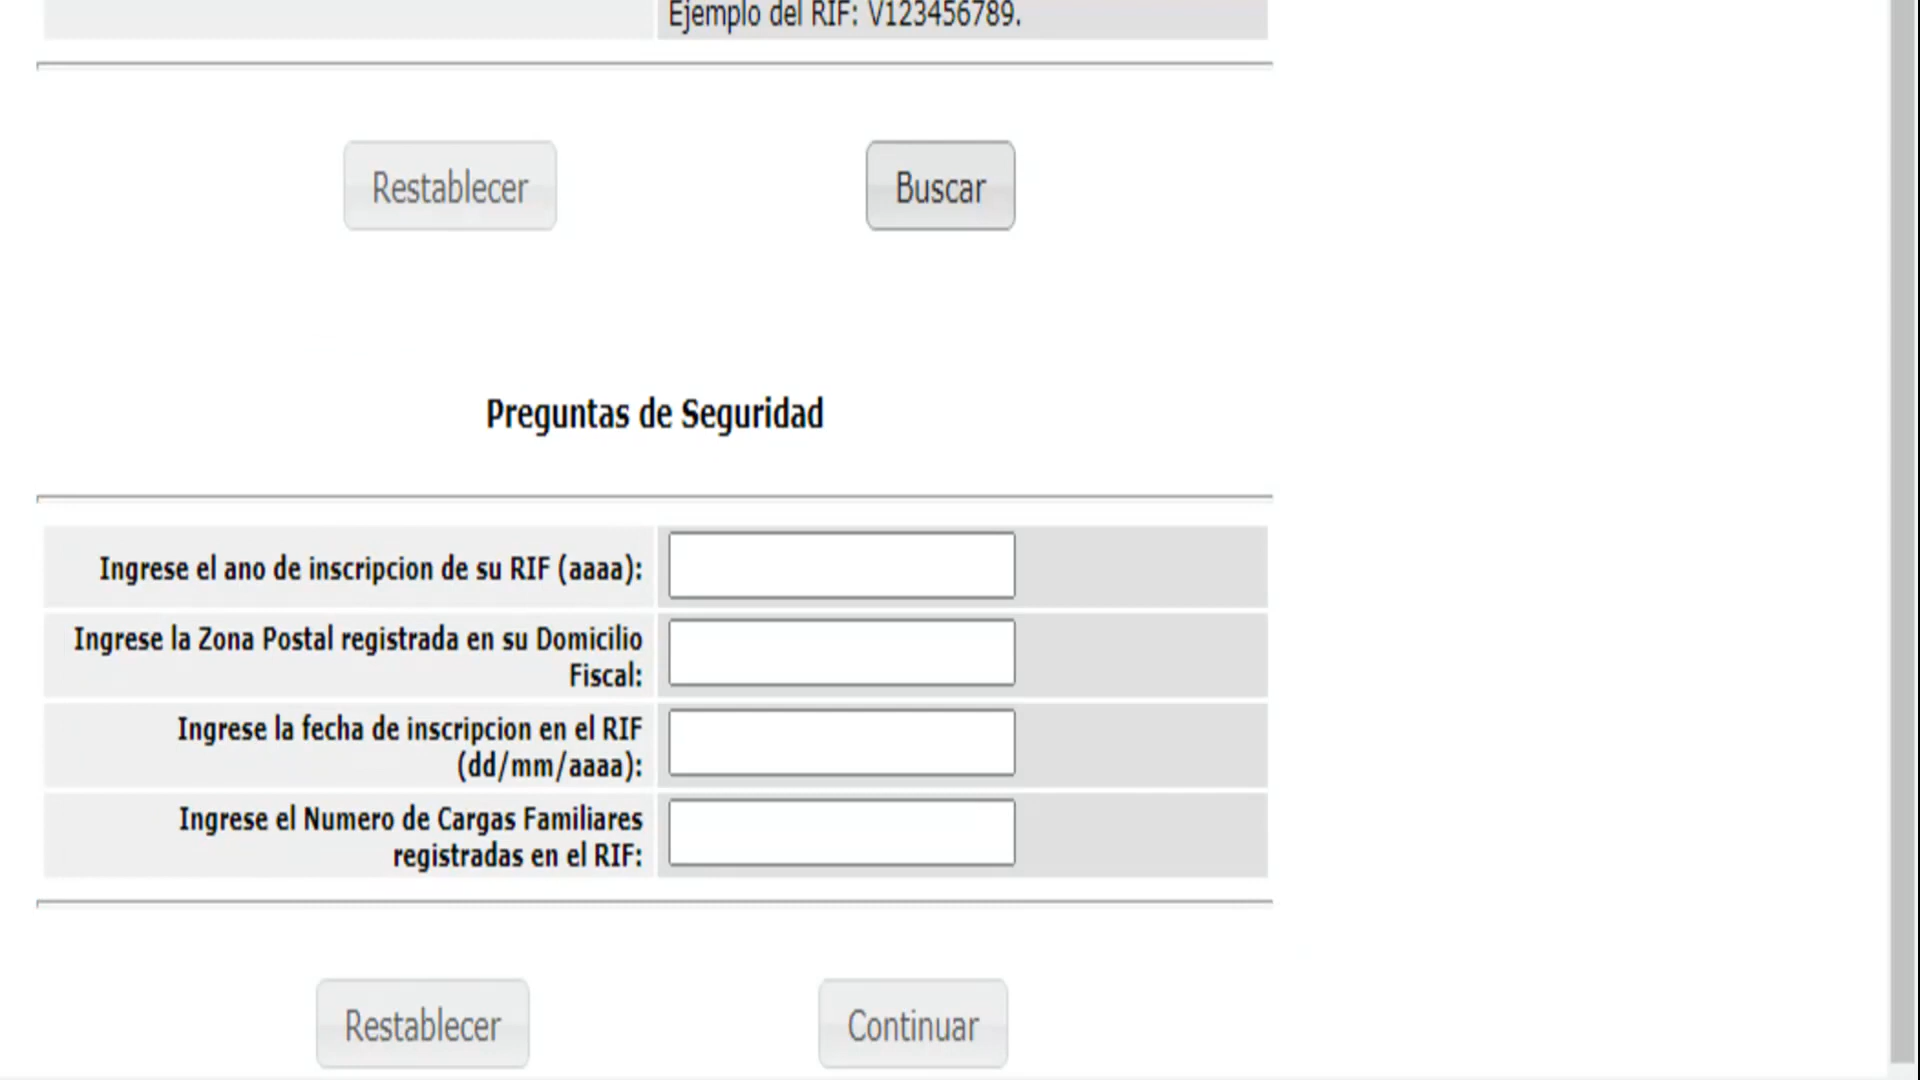 Ejemplo del RIF: V123456789.
Restablecer
Buscar
Preguntas de Seguridad
Ingrese el ano de inscripcion de su RIF (aaaa):
Ingrese la Zona Postal registrada en su Domicilio
Fiscal:
Ingrese la fecha de inscripcion en el RIF
(dd/mm/aaaa):
Ingrese el Numero de Cargas Familiares
registradas en el RIF:
Restablecer
Continuar